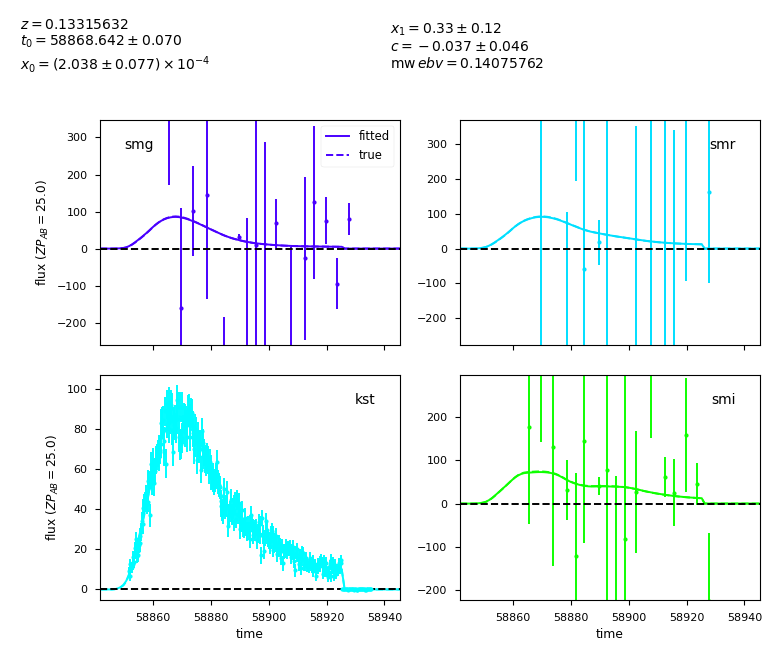 z = 0.13315632
t₀ = 58868.642 ± 0.070
x₀ = (2.038 ± 0.077) × 10⁻⁴
x₁ = 0.33 ± 0.12
c = −0.037 ± 0.046
mw ebv = 0.14075762
smg
fitted
true
300
200
100
0
−100
−200
flux (ZP_AB = 25.0)
smr
300
200
100
0
−100
−200
kst
100
80
60
40
20
0
flux (ZP_AB = 25.0)
58860 58880 58900 58920 58940
time
smi
200
100
0
−100
−200
58860 58880 58900 58920 58940
time